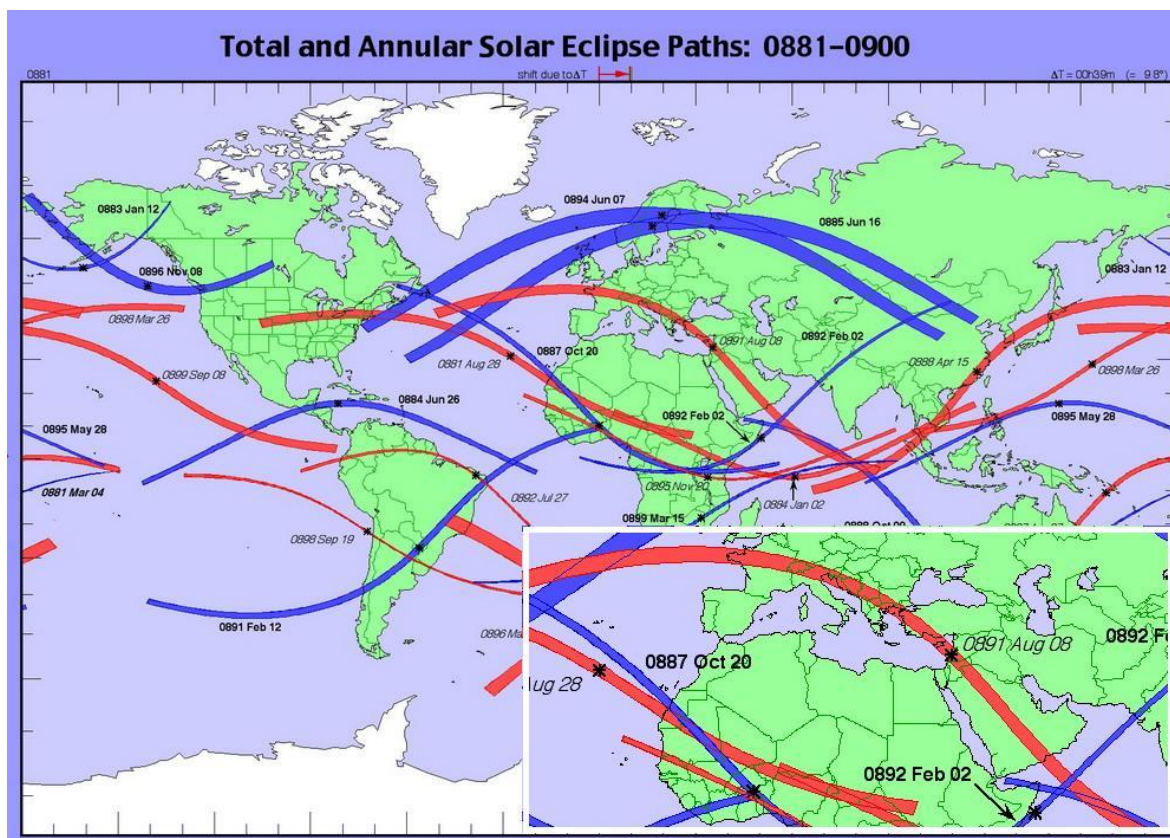 Total and Annular Solar Eclipse Paths: 0881-0900
0881
shift due to ΔT
ΔT = 00h39m (= 9.8°)
0883 Jan 12
0894 Jun 07
0885 Jun 16
0896 Nov 08
0883 Jan 12
0898 Mar 26
0891 Aug 08
0892 Feb 02
0887 Oct 20
0881 Aug 28
0888 Apr 15
0898 Mar 26
0899 Sep 08
0884 Jun 26
0892 Feb 02
0895 May 28
0895 May 28
0881 Mar 04
0892 Jul 27
0895 Nov 20
0884 Jan 02
0899 Mar 15
0898 Sep 19
0891 Feb 12
0896 Ma
0887 Oct 20
0891 Aug 08
0892 F
Aug 28
0892 Feb 02